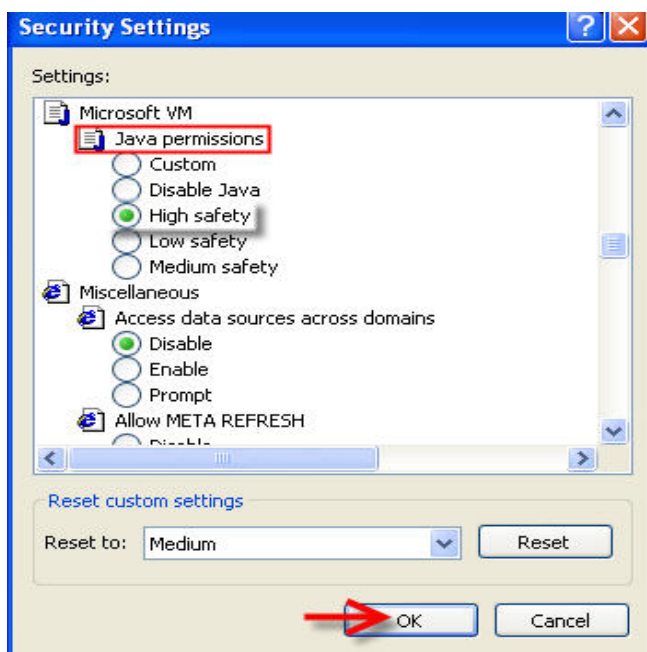 Security Settings
Settings:
Microsoft VM
Java permissions
Custom
Disable Java
High safety
Low safety
Medium safety
Miscellaneous
Access data sources across domains
Disable
Enable
Prompt
Allow META REFRESH
Disable
Reset custom settings
Reset to: Medium Reset
OK Cancel